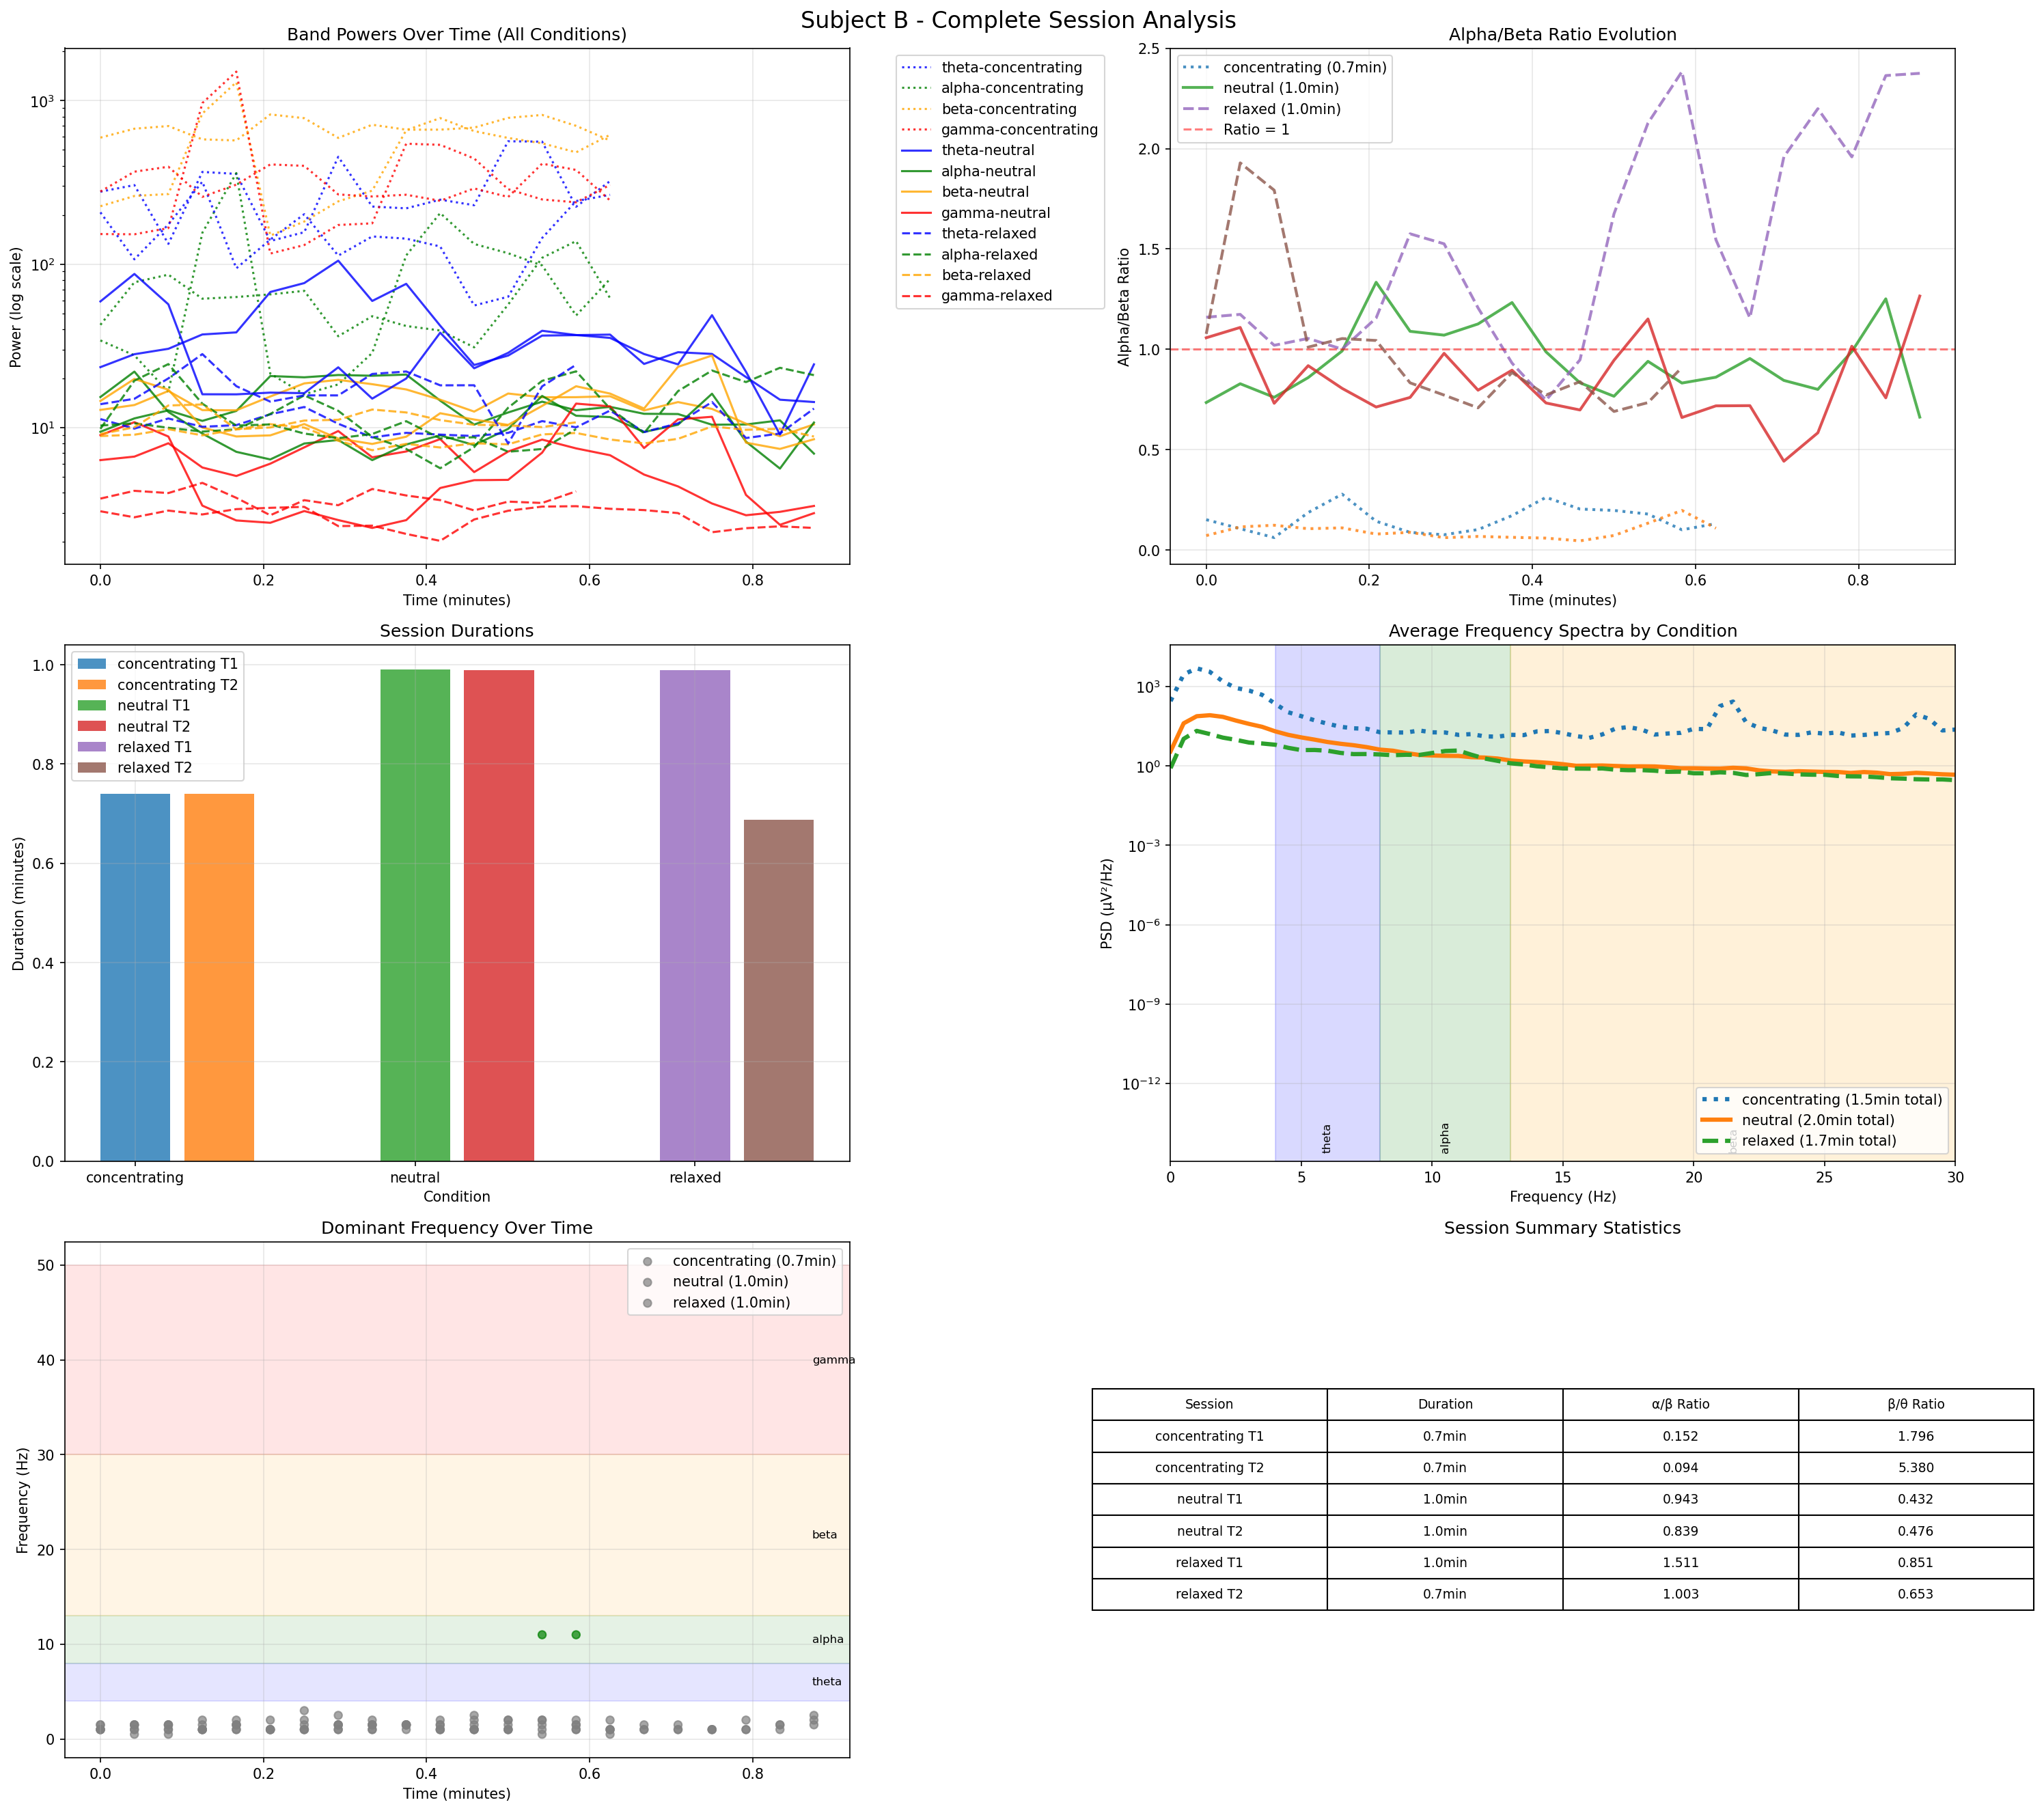 Subject B - Complete Session Analysis
Band Powers Over Time (All Conditions)
Power (log scale)
10³
10²
10¹
0.0 0.2 0.4 0.6 0.8
Time (minutes)
theta-concentrating
alpha-concentrating
beta-concentrating
gamma-concentrating
theta-neutral
alpha-neutral
beta-neutral
gamma-neutral
theta-relaxed
alpha-relaxed
beta-relaxed
gamma-relaxed
Alpha/Beta Ratio Evolution
Alpha/Beta Ratio
2.5
2.0
1.5
1.0
0.5
0.0
concentrating (0.7min)
neutral (1.0min)
relaxed (1.0min)
Ratio = 1
0.0 0.2 0.4 0.6 0.8
Time (minutes)
Session Durations
Duration (minutes)
1.0
0.8
0.6
0.4
0.2
0.0
concentrating T1
concentrating T2
neutral T1
neutral T2
relaxed T1
relaxed T2
concentrating neutral relaxed
Condition
Average Frequency Spectra by Condition
PSD (µV²/Hz)
10³
10⁰
10⁻³
10⁻⁶
10⁻⁹
10⁻¹²
theta
alpha
beta
concentrating (1.5min total)
neutral (2.0min total)
relaxed (1.7min total)
0 5 10 15 20 25 30
Frequency (Hz)
Dominant Frequency Over Time
Frequency (Hz)
50
40
30
20
10
0
concentrating (0.7min)
neutral (1.0min)
relaxed (1.0min)
gamma
beta
alpha
theta
0.0 0.2 0.4 0.6 0.8
Time (minutes)
Session Summary Statistics
Session Duration α/β Ratio β/θ Ratio
concentrating T1 0.7min 0.152 1.796
concentrating T2 0.7min 0.094 5.380
neutral T1 1.0min 0.943 0.432
neutral T2 1.0min 0.839 0.476
relaxed T1 1.0min 1.511 0.851
relaxed T2 0.7min 1.003 0.653